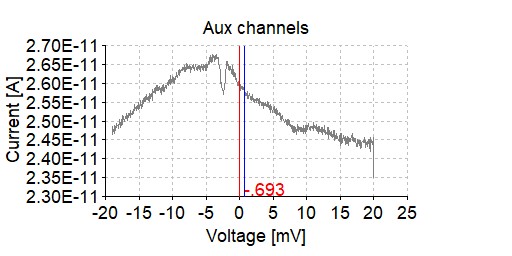 Aux channels
2.70E-11
2.65E-11
2.60E-11
2.55E-11
2.50E-11
2.45E-11
2.40E-11
2.35E-11
2.30E-11
Current [A]
-.693
-20 -15 -10 -5 0 5 10 15 20 25
Voltage [mV]